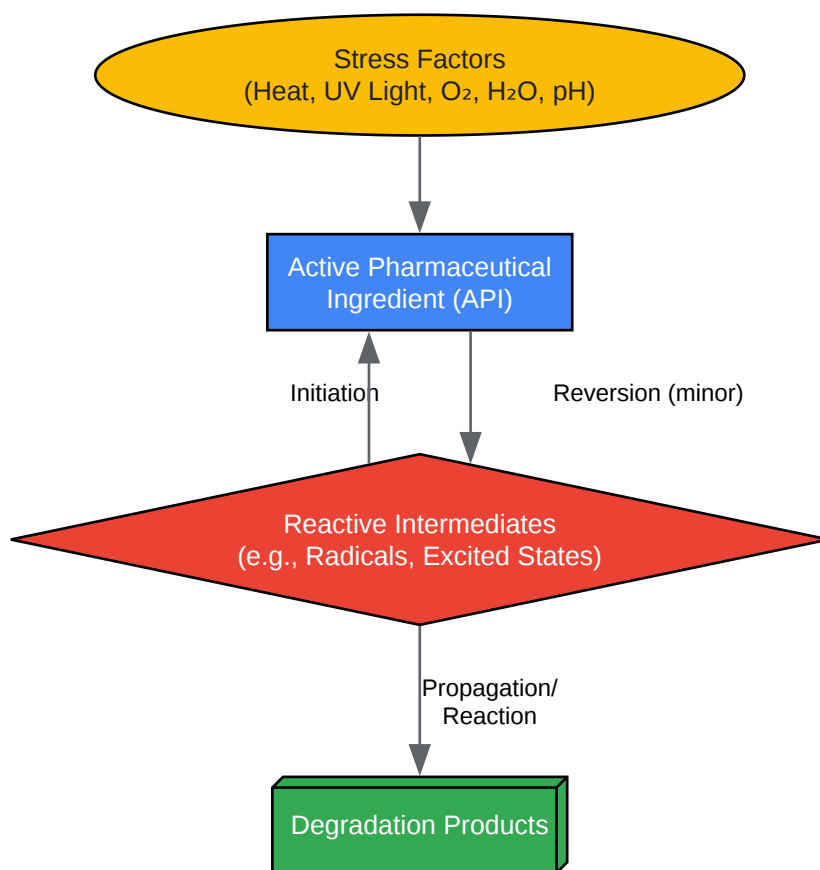 Stress Factors
(Heat, UV Light, O₂, H₂O, pH)
Active Pharmaceutical
Ingredient (API)
Initiation
Reversion (minor)
Reactive Intermediates
(e.g., Radicals, Excited States)
Propagation/
Reaction
Degradation Products